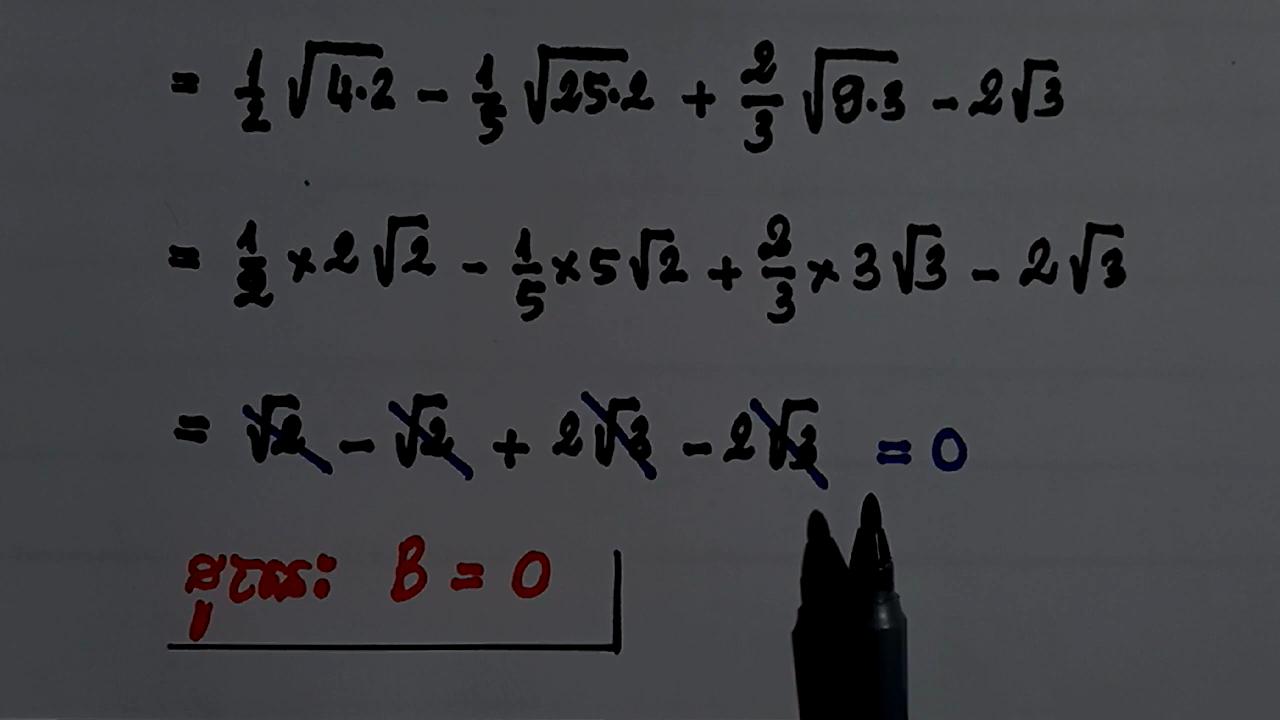 = 1/2 √4·2 - 1/5 √25·2 + 2/3 √9·3 - 2√3
= 1/2 × 2√2 - 1/5 × 5√2 + 2/3 × 3√3 - 2√3
= √2 - √2 + 2√3 - 2√3 = 0
ដូចនេះ B = 0